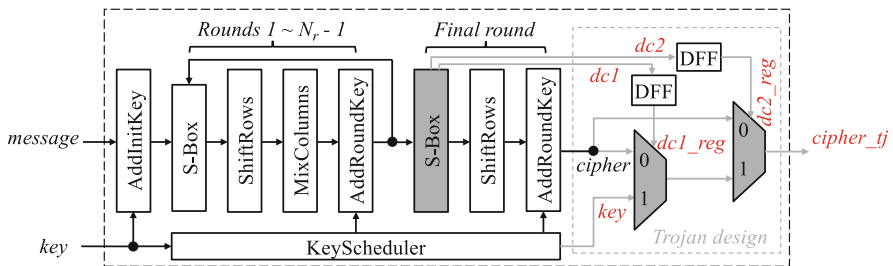 Rounds 1 ~ Nr - 1
Final round
dc2
DFF
dc1
DFF
dc2_reg
message
AddInitKey
S-Box
ShiftRows
MixColumns
AddRoundKey
S-Box
ShiftRows
AddRoundKey
cipher
0
1
dc1_reg
0
1
cipher_tj
key
KeyScheduler
key
Trojan design